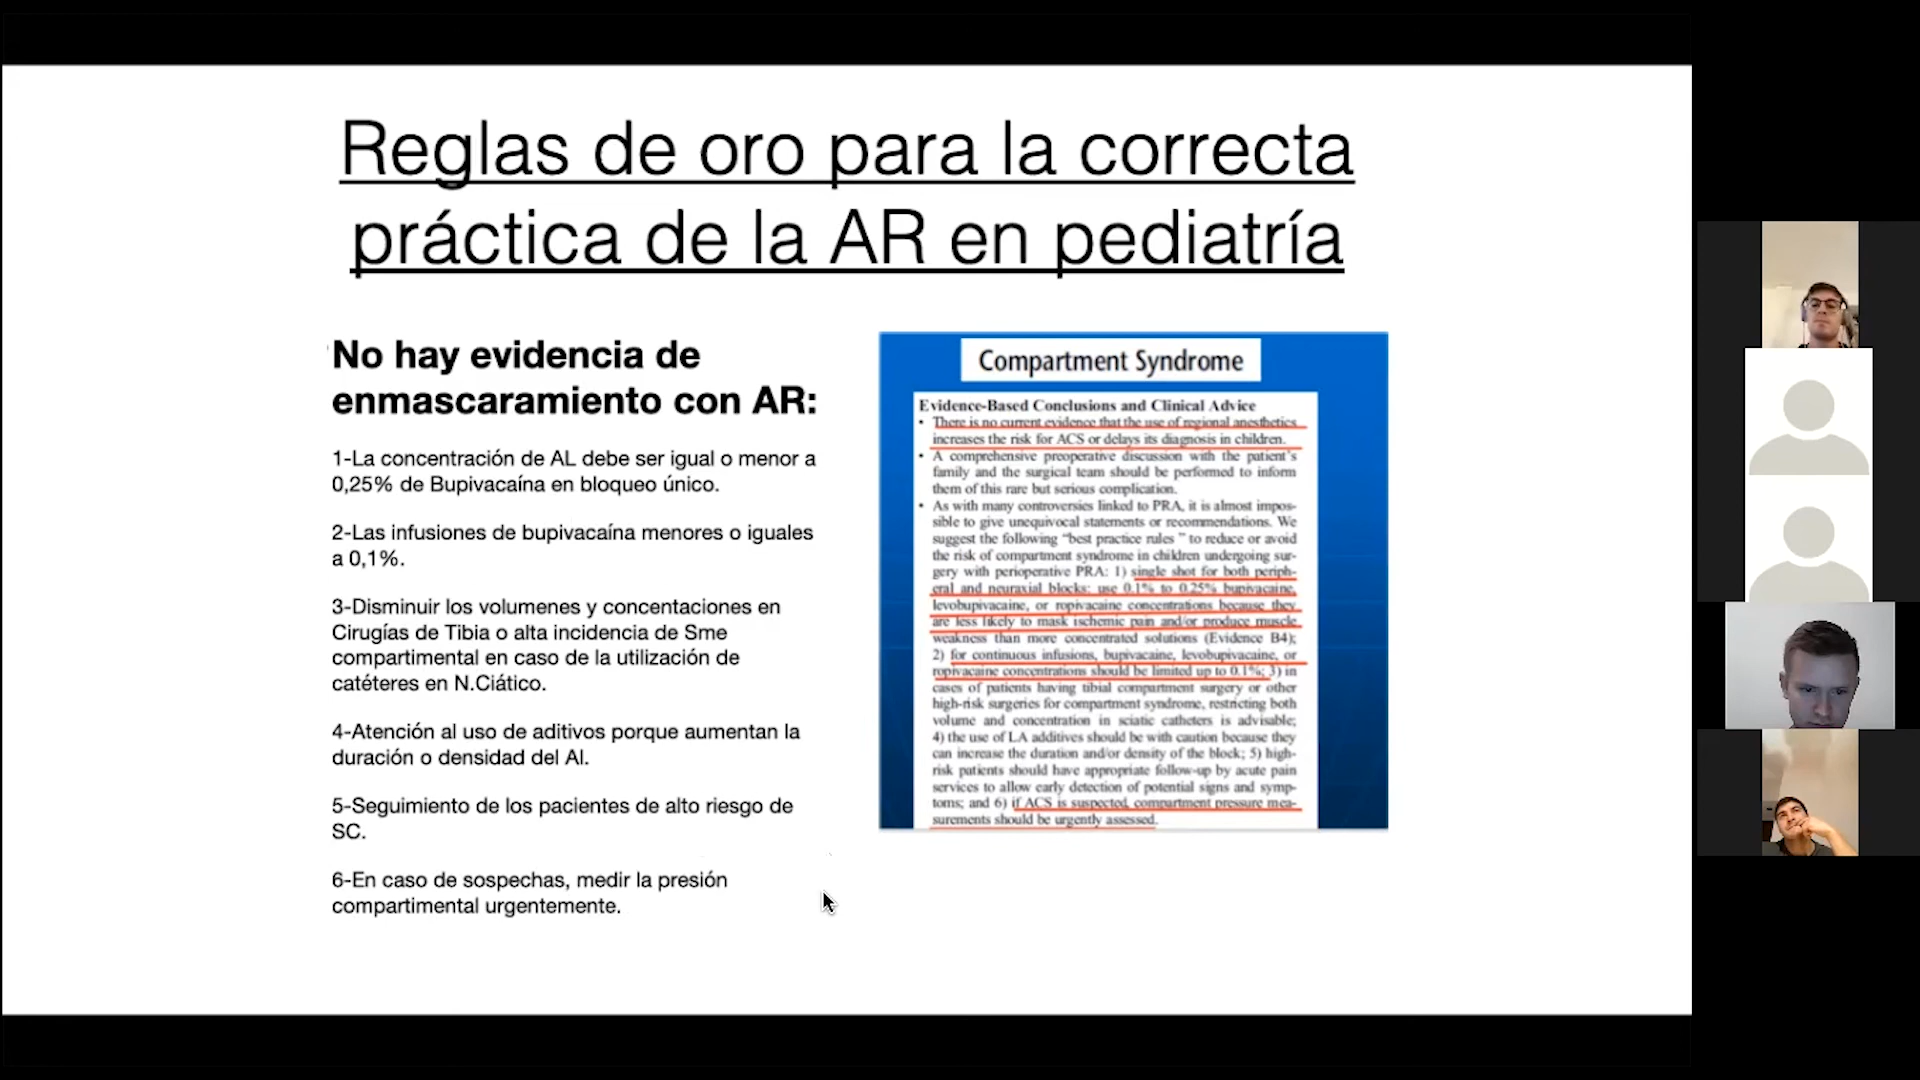 Reglas de oro para la correcta
práctica de la AR en pediatría
No hay evidencia de
enmascaramiento con AR:
1-La concentración de AL debe ser igual o menor a
0,25% de Bupivacaína en bloqueo único.
2-Las infusiones de bupivacaína menores o iguales
a 0,1%.
3-Disminuir los volumenes y concentaciones en
Cirugías de Tibia o alta incidencia de Sme
compartimental en caso de la utilización de
catéteres en N.Ciático.
4-Atención al uso de aditivos porque aumentan la
duración o densidad del Al.
5-Seguimiento de los pacientes de alto riesgo de
SC.
6-En caso de sospechas, medir la presión
compartimental urgentemente.
Compartment Syndrome
Evidence-Based Conclusions and Clinical Advice
• There is no current evidence that the use of regional anesthetics
increases the risk for ACS or delays its diagnosis in children.
• A comprehensive preoperative discussion with the patient's
family and the surgical team should be performed to inform
them of this rare but serious complication.
• As with many controversies linked to PRA, it is almost impos-
sible to give unequivocal statements or recommendations. We
suggest the following "best practice rules" to reduce or avoid
the risk of compartment syndrome in children undergoing sur-
gery with perioperative PRA: 1) single shot for both periph-
eral and neuraxial blocks: use 0.1% to 0.25% bupivacaine,
levobupivacaine, or ropivacaine concentrations because they
are less likely to mask ischemic pain and/or produce muscle
weakness than more concentrated solutions (Evidence B4);
2) for continuous infusions, bupivacaine, levobupivacaine, or
ropivacaine concentrations should be limited up to 0.1%; 3) in
cases of patients having tibial compartment surgery or other
high-risk surgeries for compartment syndrome, restricting both
volume and concentration in sciatic catheters is advisable;
4) the use of LA additives should be with caution because they
can increase the duration and/or density of the block; 5) high-
risk patients should have appropriate follow-up by acute pain
services to allow early detection of potential signs and symp-
toms; and 6) if ACS is suspected, compartment pressure mea-
surements should be urgently assessed.